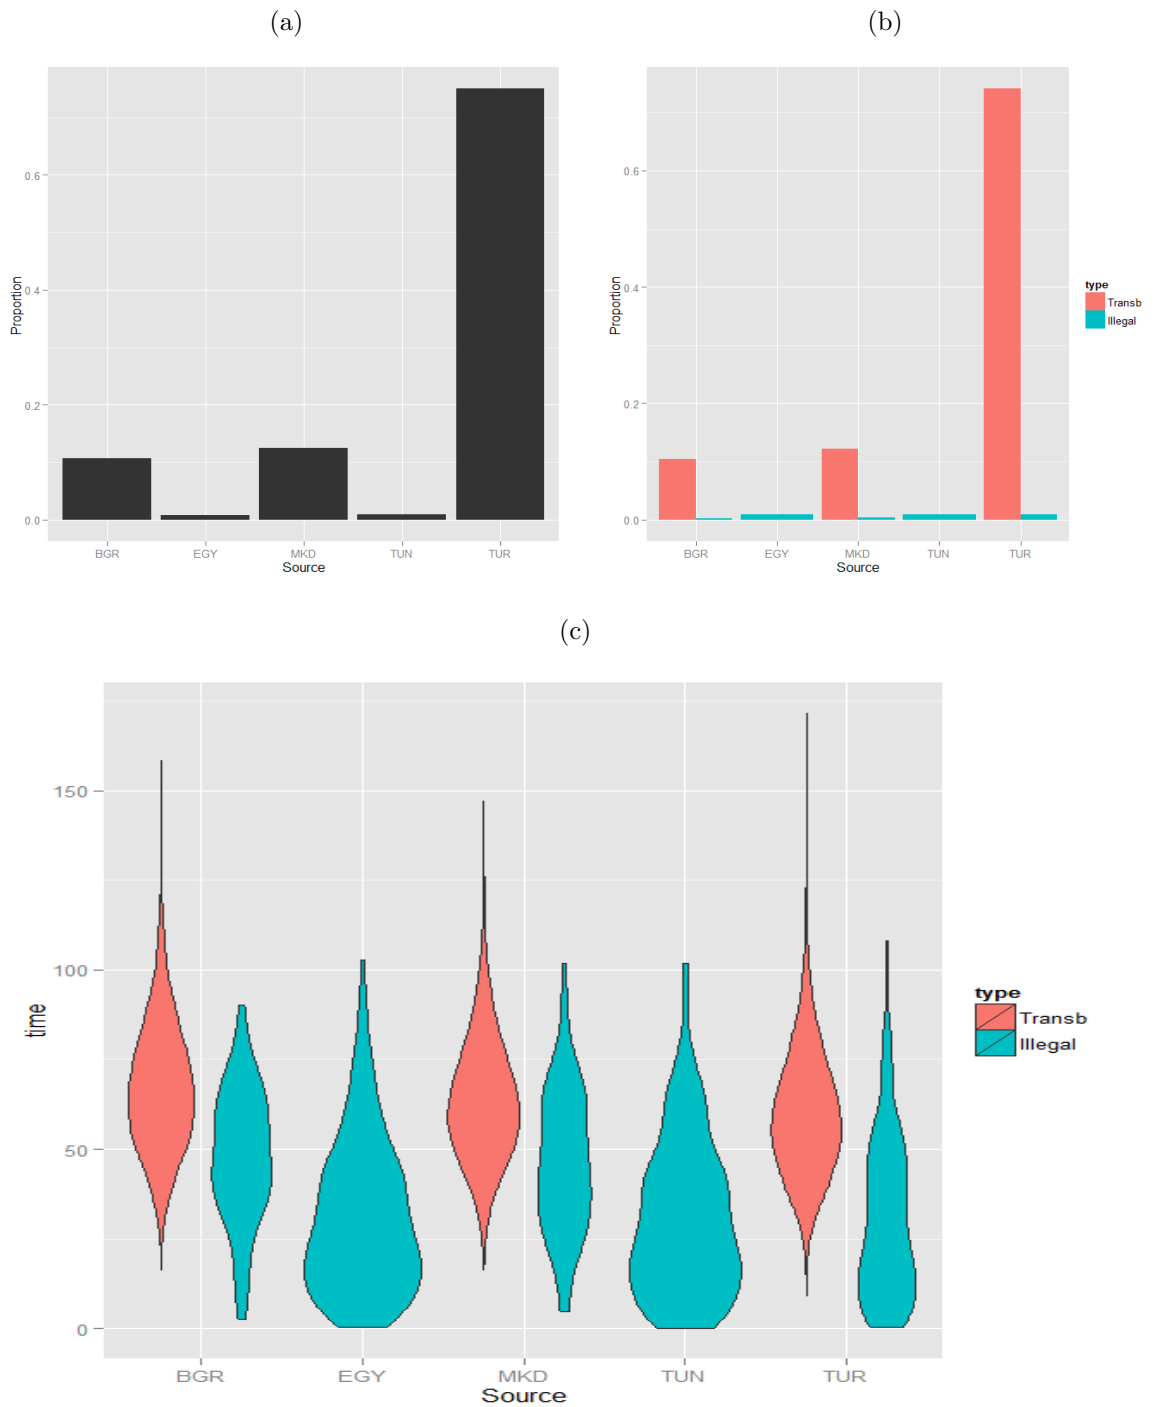 (a)
(b)
Proportion
0.6
0.4
0.2
0.0
BGR EGY MKD TUN TUR
Source
Proportion
0.6
0.4
0.2
0.0
BGR EGY MKD TUN TUR
Source
type
Transb
Illegal
(c)
time
150
100
50
0
BGR EGY MKD TUN TUR
Source
type
Transb
Illegal